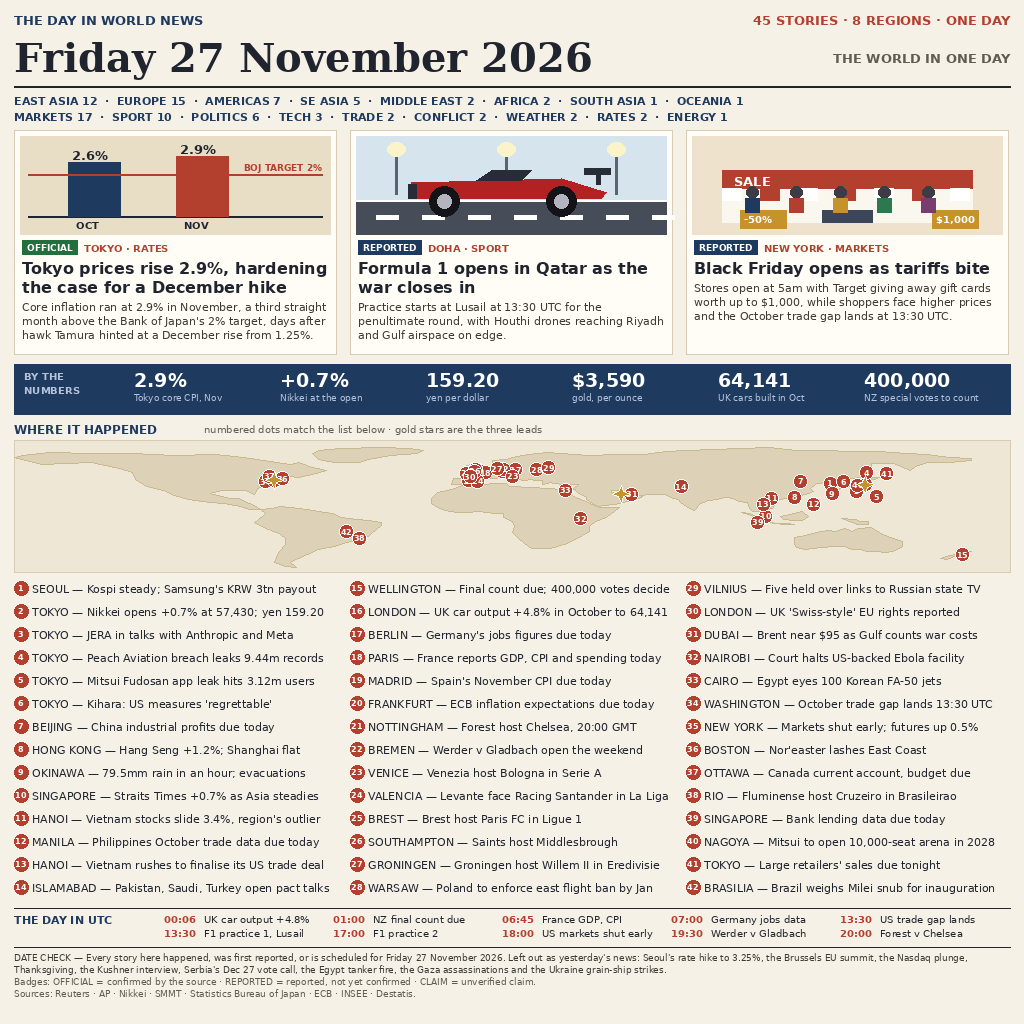 THE DAY IN WORLD NEWS
45 STORIES · 8 REGIONS · ONE DAY
Friday 27 November 2026
THE WORLD IN ONE DAY
EAST ASIA 12 · EUROPE 15 · AMERICAS 7 · SE ASIA 5 · MIDDLE EAST 2 · AFRICA 2 · SOUTH ASIA 1 · OCEANIA 1
MARKETS 17 · SPORT 10 · POLITICS 6 · TECH 3 · TRADE 2 · CONFLICT 2 · WEATHER 2 · RATES 2 · ENERGY 1
2.6%
2.9%
BOJ TARGET 2%
OCT
NOV
OFFICIAL TOKYO · RATES
Tokyo prices rise 2.9%, hardening
the case for a December hike
Core inflation ran at 2.9% in November, a third straight
month above the Bank of Japan's 2% target, days after
hawk Tamura hinted at a December rise from 1.25%.
REPORTED DOHA · SPORT
Formula 1 opens in Qatar as the
war closes in
Practice starts at Lusail at 13:30 UTC for the
penultimate round, with Houthi drones reaching Riyadh
and Gulf airspace on edge.
SALE
-50%
$1,000
REPORTED NEW YORK · MARKETS
Black Friday opens as tariffs bite
Stores open at 5am with Target giving away gift cards
worth up to $1,000, while shoppers face higher prices
and the October trade gap lands at 13:30 UTC.
BY THE
NUMBERS
2.9%
Tokyo core CPI, Nov
+0.7%
Nikkei at the open
159.20
yen per dollar
$3,590
gold, per ounce
64,141
UK cars built in Oct
400,000
NZ special votes to count
WHERE IT HAPPENED
numbered dots match the list below · gold stars are the three leads
36
27
23
28
29
33
31
32
14
7
8
13
39
12
6
9
4
5
41
42
38
15
30
1 SEOUL — Kospi steady; Samsung's KRW 3tn payout
2 TOKYO — Nikkei opens +0.7% at 57,430; yen 159.20
3 TOKYO — JERA in talks with Anthropic and Meta
4 TOKYO — Peach Aviation breach leaks 9.44m records
5 TOKYO — Mitsui Fudosan app leak hits 3.12m users
6 TOKYO — Kihara: US measures 'regrettable'
7 BEIJING — China industrial profits due today
8 HONG KONG — Hang Seng +1.2%; Shanghai flat
9 OKINAWA — 79.5mm rain in an hour; evacuations
10 SINGAPORE — Straits Times +0.7% as Asia steadies
11 HANOI — Vietnam stocks slide 3.4%, region's outlier
12 MANILA — Philippines October trade data due today
13 HANOI — Vietnam rushes to finalise its US trade deal
14 ISLAMABAD — Pakistan, Saudi, Turkey open pact talks
15 WELLINGTON — Final count due; 400,000 votes decide
16 LONDON — UK car output +4.8% in October to 64,141
17 BERLIN — Germany's jobs figures due today
18 PARIS — France reports GDP, CPI and spending today
19 MADRID — Spain's November CPI due today
20 FRANKFURT — ECB inflation expectations due today
21 NOTTINGHAM — Forest host Chelsea, 20:00 GMT
22 BREMEN — Werder v Gladbach open the weekend
23 VENICE — Venezia host Bologna in Serie A
24 VALENCIA — Levante face Racing Santander in La Liga
25 BREST — Brest host Paris FC in Ligue 1
26 SOUTHAMPTON — Saints host Middlesbrough
27 GRONINGEN — Groningen host Willem II in Eredivisie
28 WARSAW — Poland to enforce east flight ban by Jan
29 VILNIUS — Five held over links to Russian state TV
30 LONDON — UK 'Swiss-style' EU rights reported
31 DUBAI — Brent near $95 as Gulf counts war costs
32 NAIROBI — Court halts US-backed Ebola facility
33 CAIRO — Egypt eyes 100 Korean FA-50 jets
34 WASHINGTON — October trade gap lands 13:30 UTC
35 NEW YORK — Markets shut early; futures up 0.5%
36 BOSTON — Nor'easter lashes East Coast
37 OTTAWA — Canada current account, budget due
38 RIO — Fluminense host Cruzeiro in Brasileirao
39 SINGAPORE — Bank lending data due today
40 NAGOYA — Mitsui to open 10,000-seat arena in 2028
41 TOKYO — Large retailers' sales due tonight
42 BRASILIA — Brazil weighs Milei snub for inauguration
THE DAY IN UTC
00:06 UK car output +4.8%
01:00 NZ final count due
06:45 France GDP, CPI
07:00 Germany jobs data
13:30 US trade gap lands
13:30 F1 practice 1, Lusail
17:00 F1 practice 2
18:00 US markets shut early
19:30 Werder v Gladbach
20:00 Forest v Chelsea
DATE CHECK — Every story here happened, was first reported, or is scheduled for Friday 27 November 2026. Left out as yesterday's news: Seoul's rate hike to 3.25%, the Brussels EU summit, the Nasdaq plunge,
Thanksgiving, the Kushner interview, Serbia's Dec 27 vote call, the Egypt tanker fire, the Gaza assassinations and the Ukraine grain-ship strikes.
Badges: OFFICIAL = confirmed by the source · REPORTED = reported, not yet confirmed · CLAIM = unverified claim.
Sources: Reuters · AP · Nikkei · SMMT · Statistics Bureau of Japan · ECB · INSEE · Destatis.